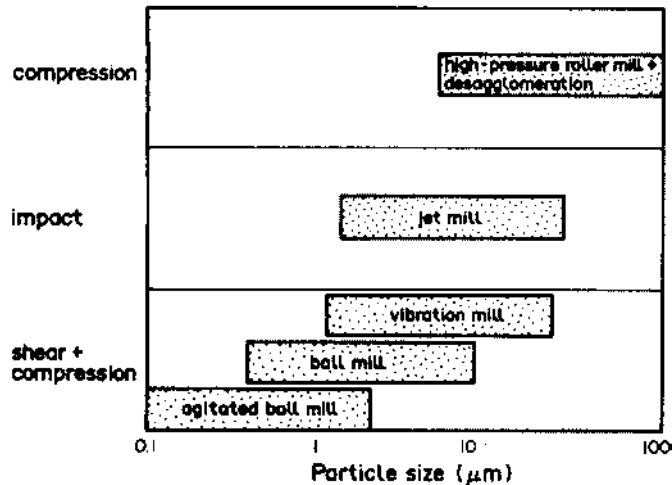 compression
high-pressure roller mill +
desagglomeration
impact
jet mill
vibration mill
shear +
compression
ball mill
agitated ball mill
0.1 1 10 1000
Particle size (μm)